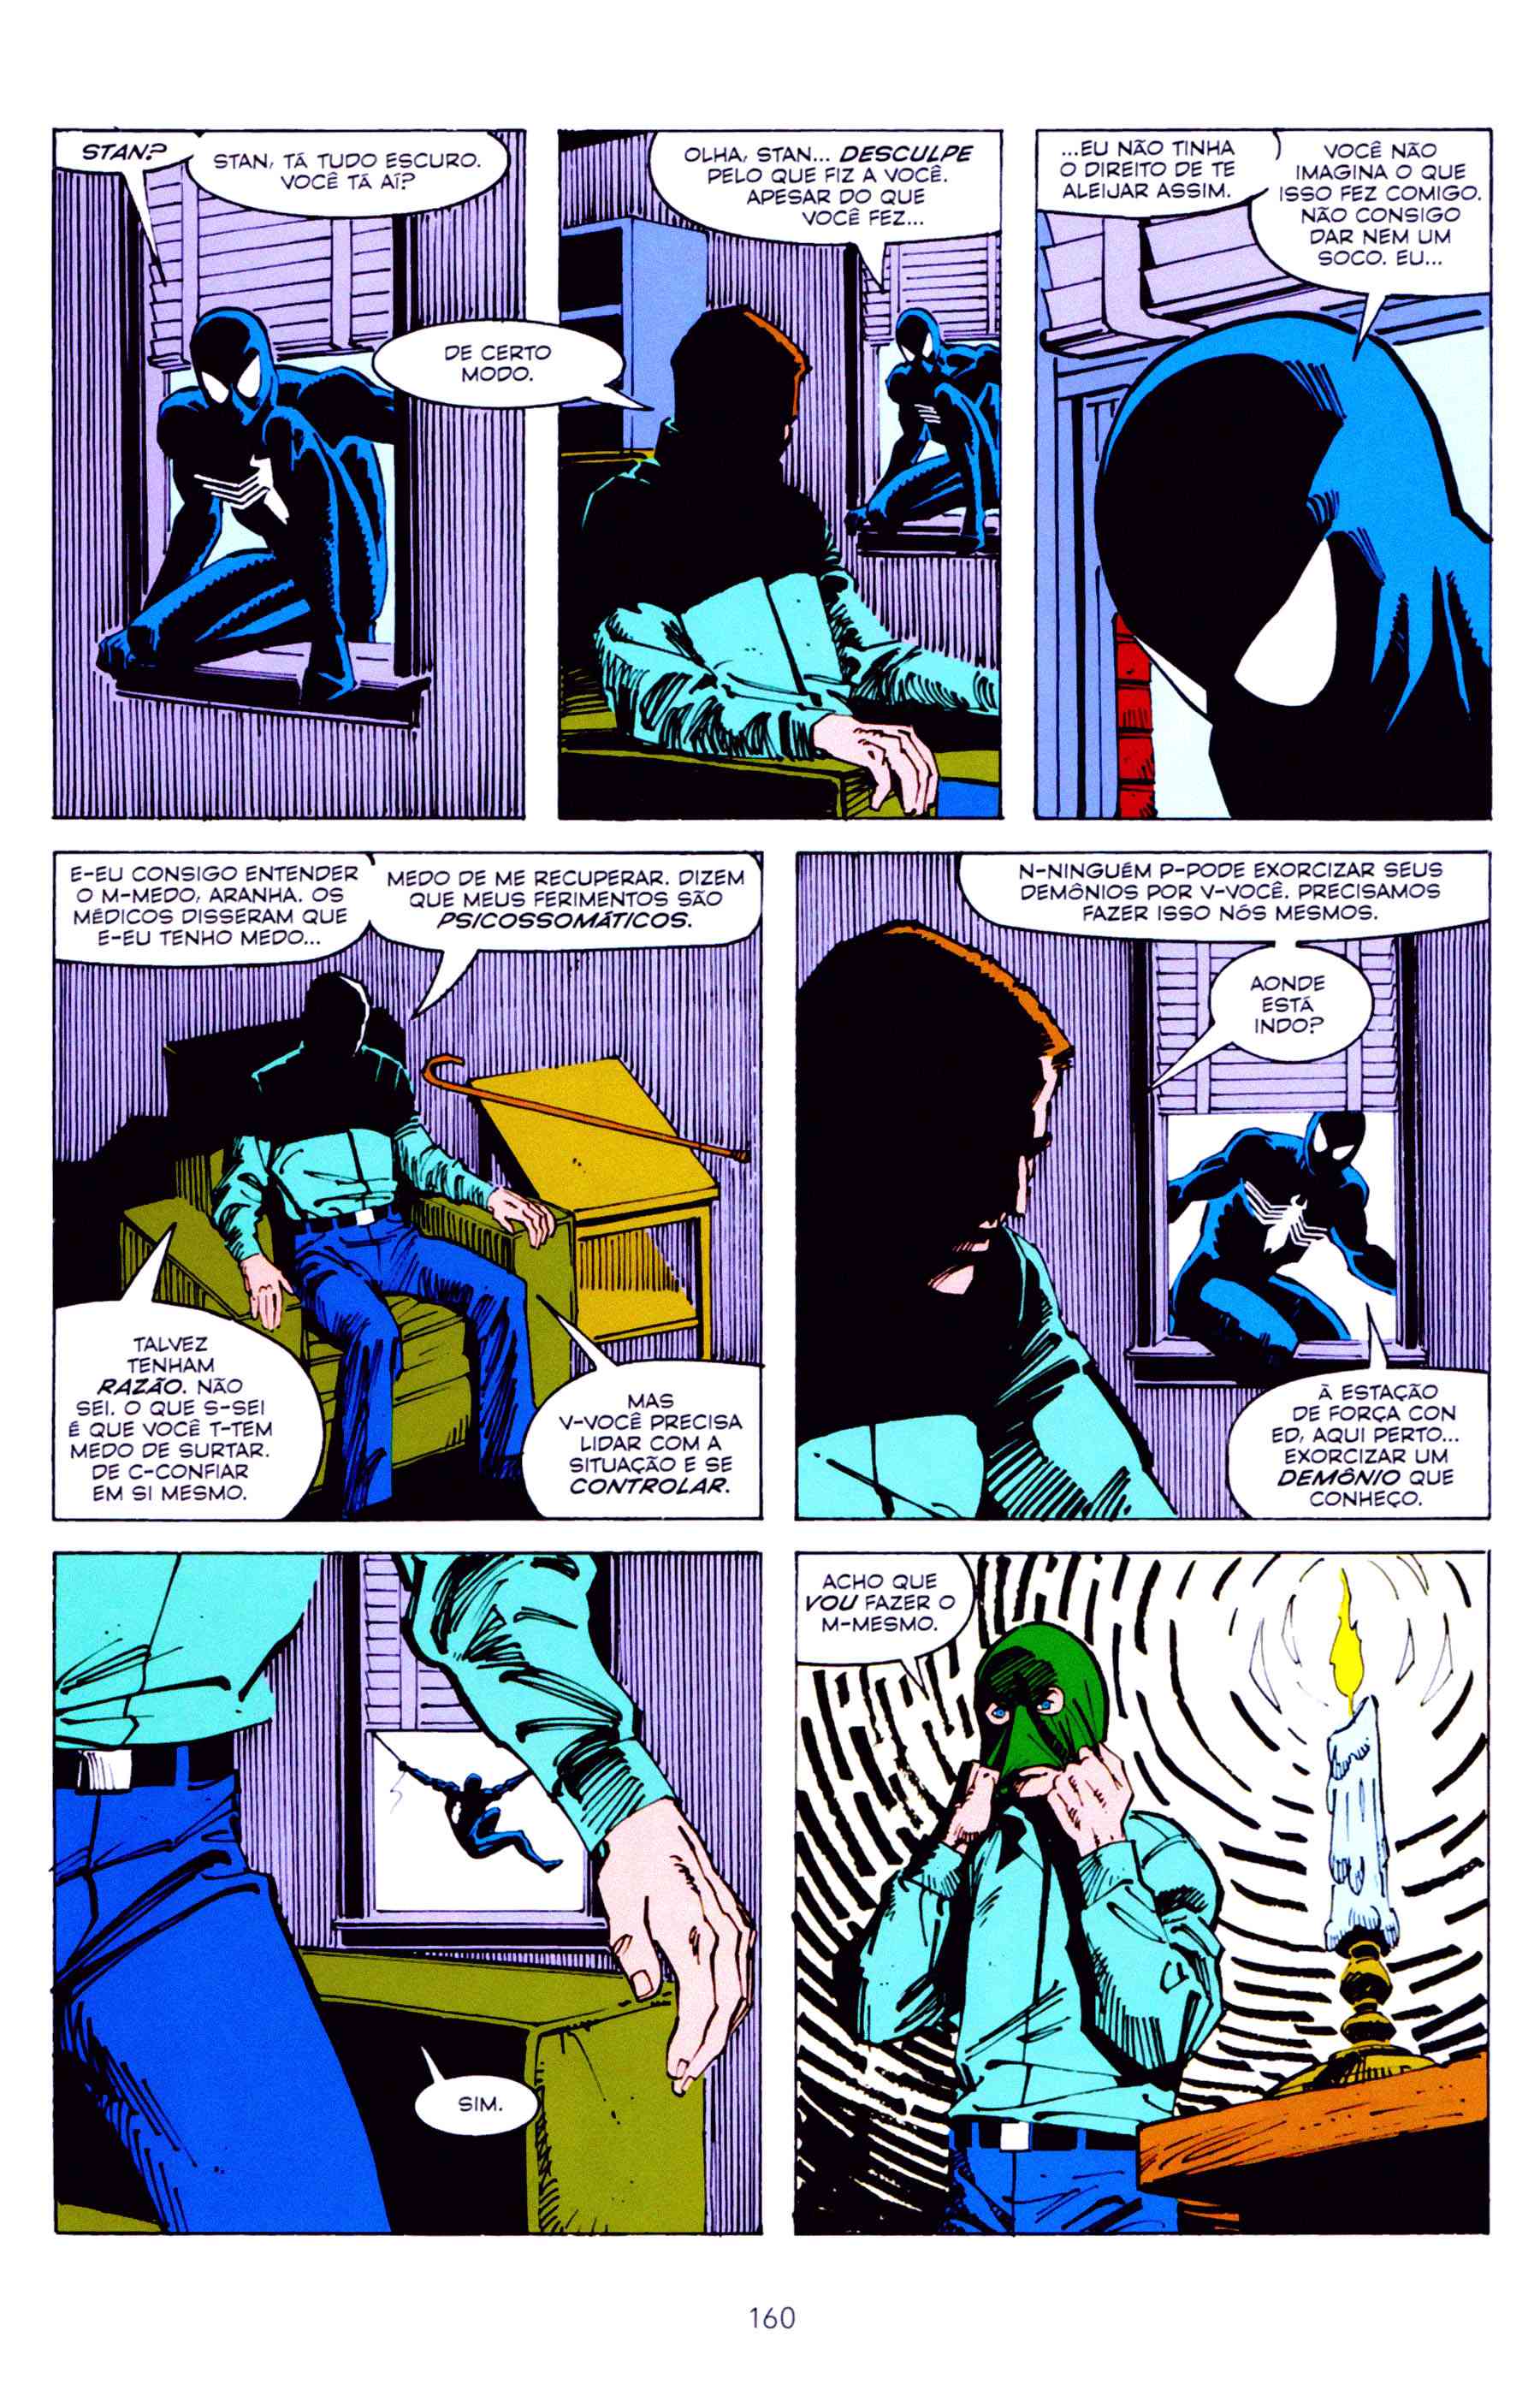 STAN?
STAN, TÁ TUDO ESCURO.
VOCÊ TÁ AÍ?
DE CERTO
MODO.
OLHA, STAN... DESCULPE
PELO QUE FIZ A VOCÊ.
APESAR DO QUE
VOCÊ FEZ...
...EU NÃO TINHA
O DIREITO DE TE
ALEIJAR ASSIM.
VOCÊ NÃO
IMAGINA O QUE
ISSO FEZ COMIGO.
NÃO CONSIGO
DAR NEM UM
SOCO. EU...
E-EU CONSIGO ENTENDER
O M-MEDO, ARANHA. OS
MÉDICOS DISSERAM QUE
E-EU TENHO MEDO...
MEDO DE ME RECUPERAR. DIZEM
QUE MEUS FERIMENTOS SÃO
PSICOSSOMÁTICOS.
TALVEZ
TENHAM
RAZÃO. NÃO
SEI. O QUE S-SEI
É QUE VOCÊ T-TEM
MEDO DE SURTAR.
DE C-CONFIAR
EM SI MESMO.
MAS
V-VOCÊ PRECISA
LIDAR COM A
SITUAÇÃO E SE
CONTROLAR.
N-NINGUÉM P-PODE EXORCIZAR SEUS
DEMÔNIOS POR V-VOCÊ. PRECISAMOS
FAZER ISSO NÓS MESMOS.
AONDE
ESTÁ
INDO?
À ESTAÇÃO
DE FORÇA CON
ED, AQUI PERTO...
EXORCIZAR UM
DEMÔNIO QUE
CONHEÇO.
SIM.
ACHO QUE
VOU FAZER O
M-MESMO.
160